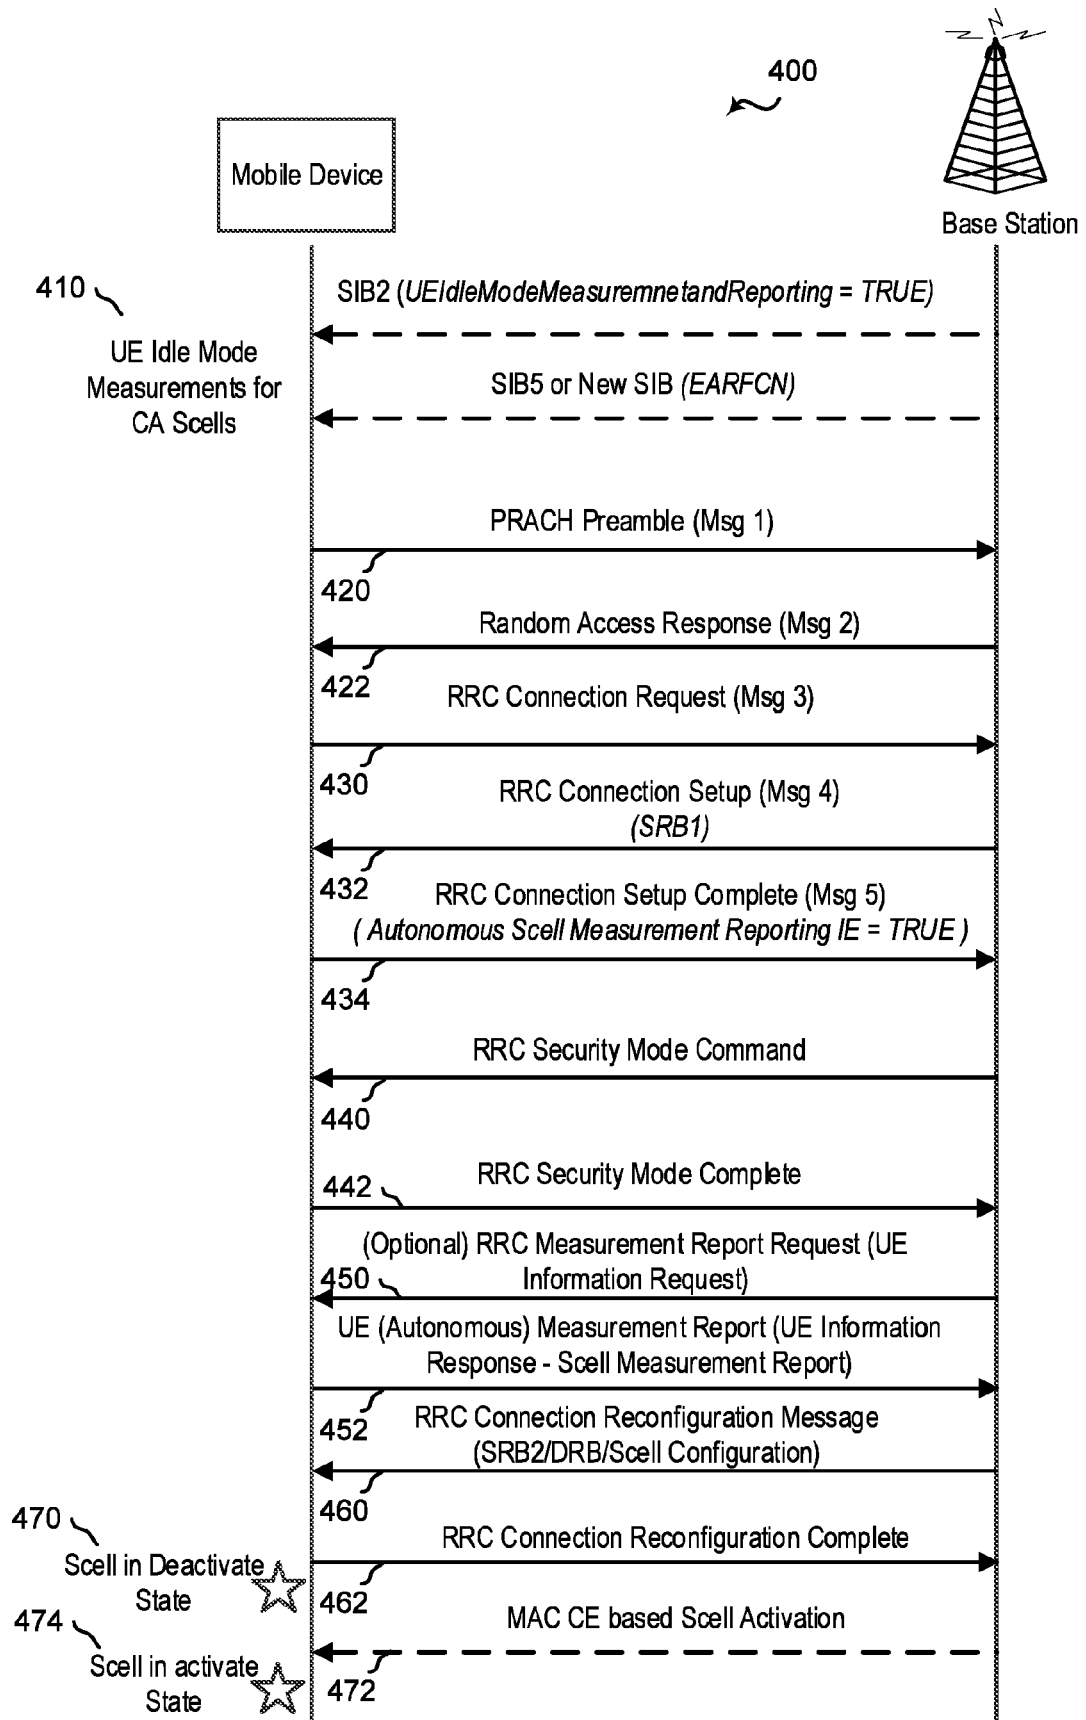 400
Mobile Device
Base Station
410
SIB2 (UEIdleModeMeasuremnetandReporting = TRUE)
UE Idle Mode
Measurements for
CA Scells
SIB5 or New SIB (EARFCN)
PRACH Preamble (Msg 1)
420
Random Access Response (Msg 2)
422
RRC Connection Request (Msg 3)
430
RRC Connection Setup (Msg 4)
(SRB1)
432
RRC Connection Setup Complete (Msg 5)
( Autonomous Scell Measurement Reporting IE = TRUE )
434
RRC Security Mode Command
440
RRC Security Mode Complete
442
(Optional) RRC Measurement Report Request (UE
Information Request)
450
UE (Autonomous) Measurement Report (UE Information
Response - Scell Measurement Report)
452
RRC Connection Reconfiguration Message
(SRB2/DRB/Scell Configuration)
460
470
RRC Connection Reconfiguration Complete
Scell in Deactivate
State
462
474
MAC CE based Scell Activation
Scell in activate
State
472